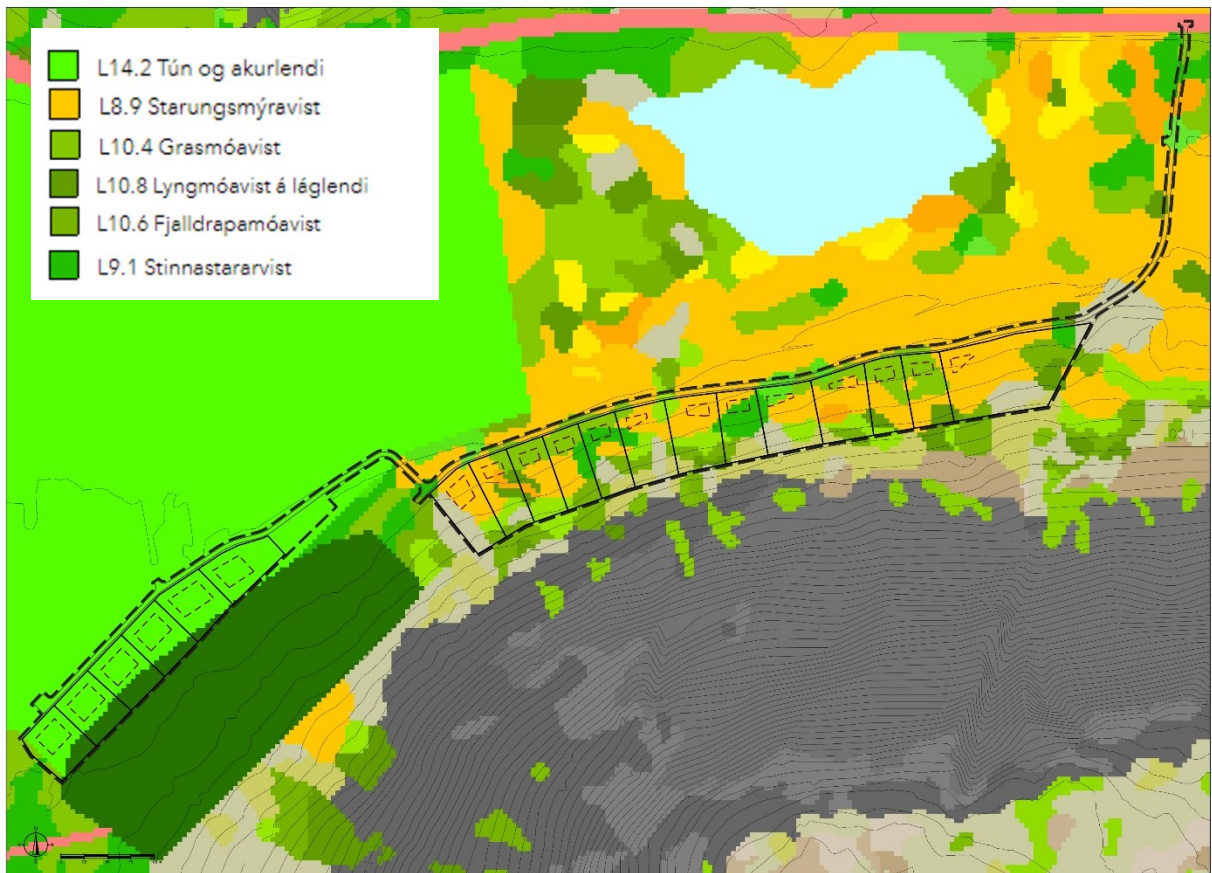 L14.2 Tún og akurlendi
L8.9 Starungsmýravist
L10.4 Grasmóavist
L10.8 Lyngmóavist á láglendi
L10.6 Fjalldrapamóavist
L9.1 Stinnastararvist